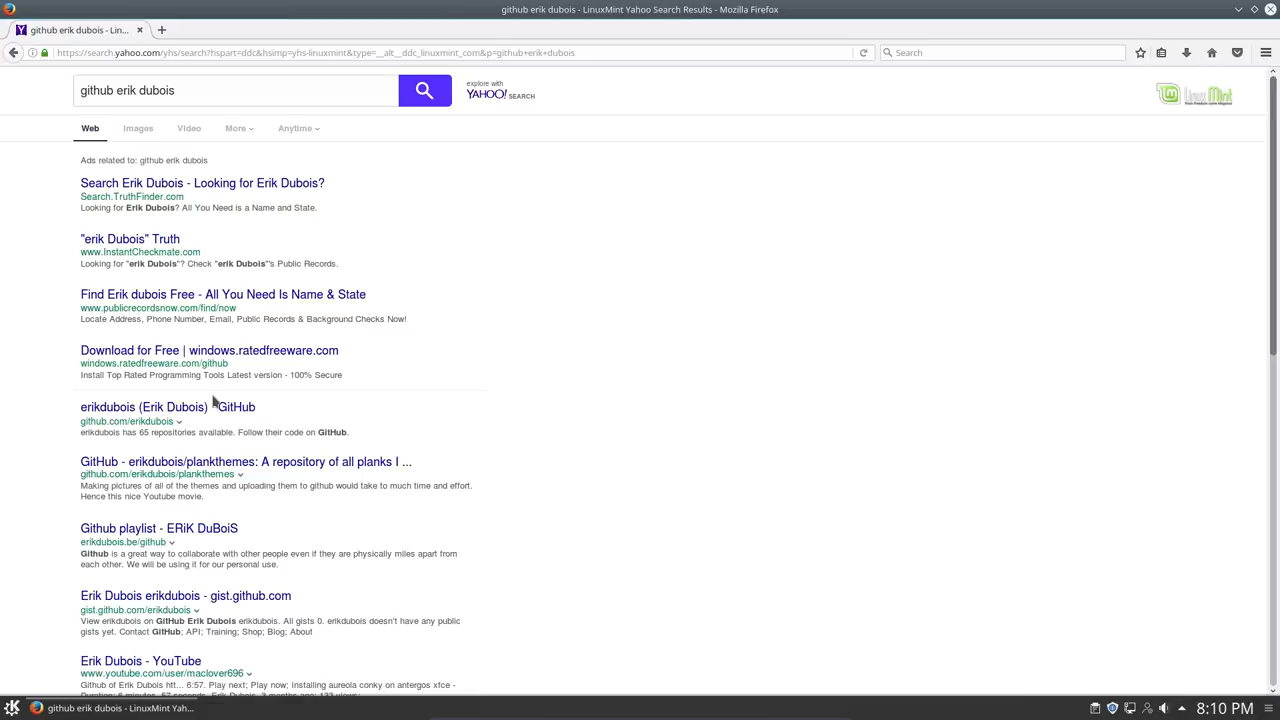 github erik dubois - LinuxMint Yahoo Search Results - Mozilla Firefox
github erik dubois - Lin...
https://search.yahoo.com/yhs/search?hspart=ddc&hsimp=yhs-linuxmint&type=__alt__ddc_linuxmint_com&p=github+erik+dubois
Search
github erik dubois
explore with
YAHOO! SEARCH
Linux Mint
Web Images Video More Anytime
Ads related to: github erik dubois
Search Erik Dubois - Looking for Erik Dubois?
Search.TruthFinder.com
Looking for Erik Dubois? All You Need is a Name and State.
"erik Dubois" Truth
www.InstantCheckmate.com
Looking for "erik Dubois"? Check "erik Dubois"'s Public Records.
Find Erik dubois Free - All You Need Is Name & State
www.publicrecordsnow.com/find/now
Locate Address, Phone Number, Email, Public Records & Background Checks Now!
Download for Free | windows.ratedfreeware.com
windows.ratedfreeware.com/github
Install Top Rated Programming Tools Latest version - 100% Secure
erikdubois (Erik Dubois) GitHub
github.com/erikdubois
erikdubois has 65 repositories available. Follow their code on GitHub.
GitHub - erikdubois/plankthemes: A repository of all planks I ...
github.com/erikdubois/plankthemes
Making pictures of all of the themes and uploading them to github would take to much time and effort.
Hence this nice Youtube movie.
Github playlist - ERiK DuBoiS
erikdubois.be/github
Github is a great way to collaborate with other people even if they are physically miles apart from
each other. We will be using it for our personal use.
Erik Dubois erikdubois - gist.github.com
gist.github.com/erikdubois
View erikdubois on GitHub Erik Dubois erikdubois. All gists 0. erikdubois doesn't have any public
gists yet. Contact GitHub; API; Training; Shop; Blog; About
Erik Dubois - YouTube
www.youtube.com/user/maclover696
Github of Erik Dubois htt... 6:57. Play next; Play now; Installing aureola conky on antergos xfce -
Duration: 6 minutes, 57 seconds. Erik Dubois. 3 months ago; 133 views;
github erik dubois - LinuxMint Yah...
8:10 PM